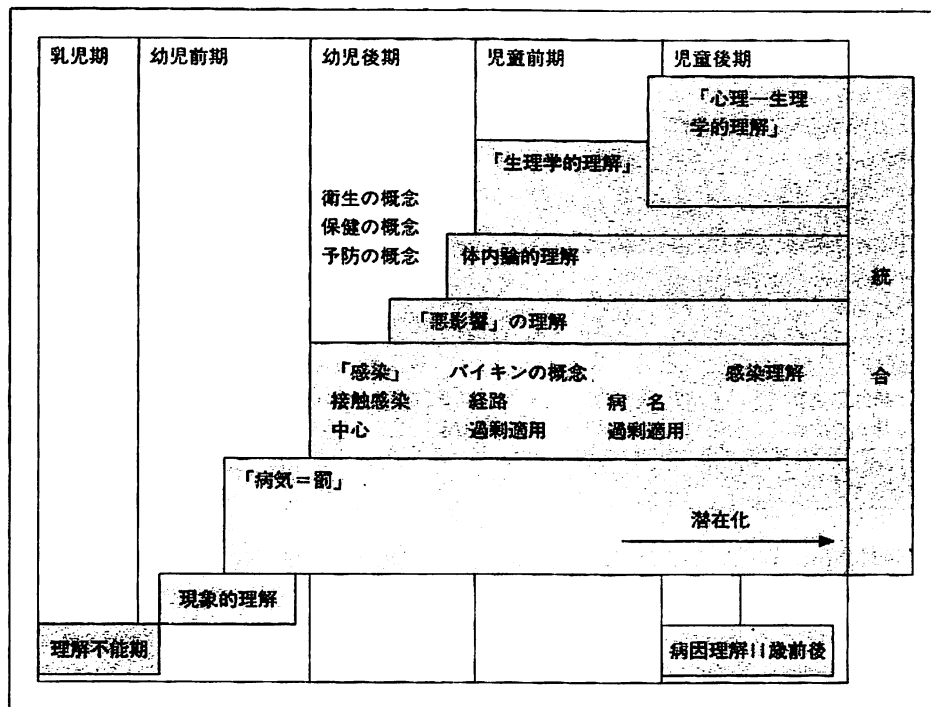 乳児期 幼児前期 幼児後期 児童前期 児童後期
「心理―生理
学的理解」
「生理学的理解」
衛生の概念
保健の概念
予防の概念
体内論的理解
「悪影響」の理解
「感染」 バイキンの概念 感染理解
接触感染 経路 病 名
中心 過剰適用 過剰適用
「病気=罰」
潜在化
現象的理解
理解不能期
病因理解11歳前後
統
合